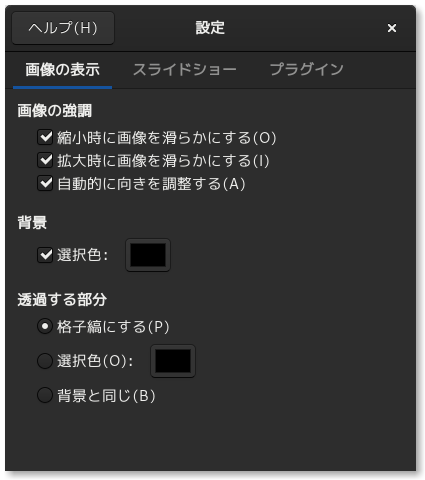 ヘルプ(H) 設定
画像の表示 スライドショー プラグイン
画像の強調
縮小時に画像を滑らかにする(O)
拡大時に画像を滑らかにする(I)
自動的に向きを調整する(A)
背景
選択色:
透過する部分
格子縞にする(P)
選択色(O):
背景と同じ(B)